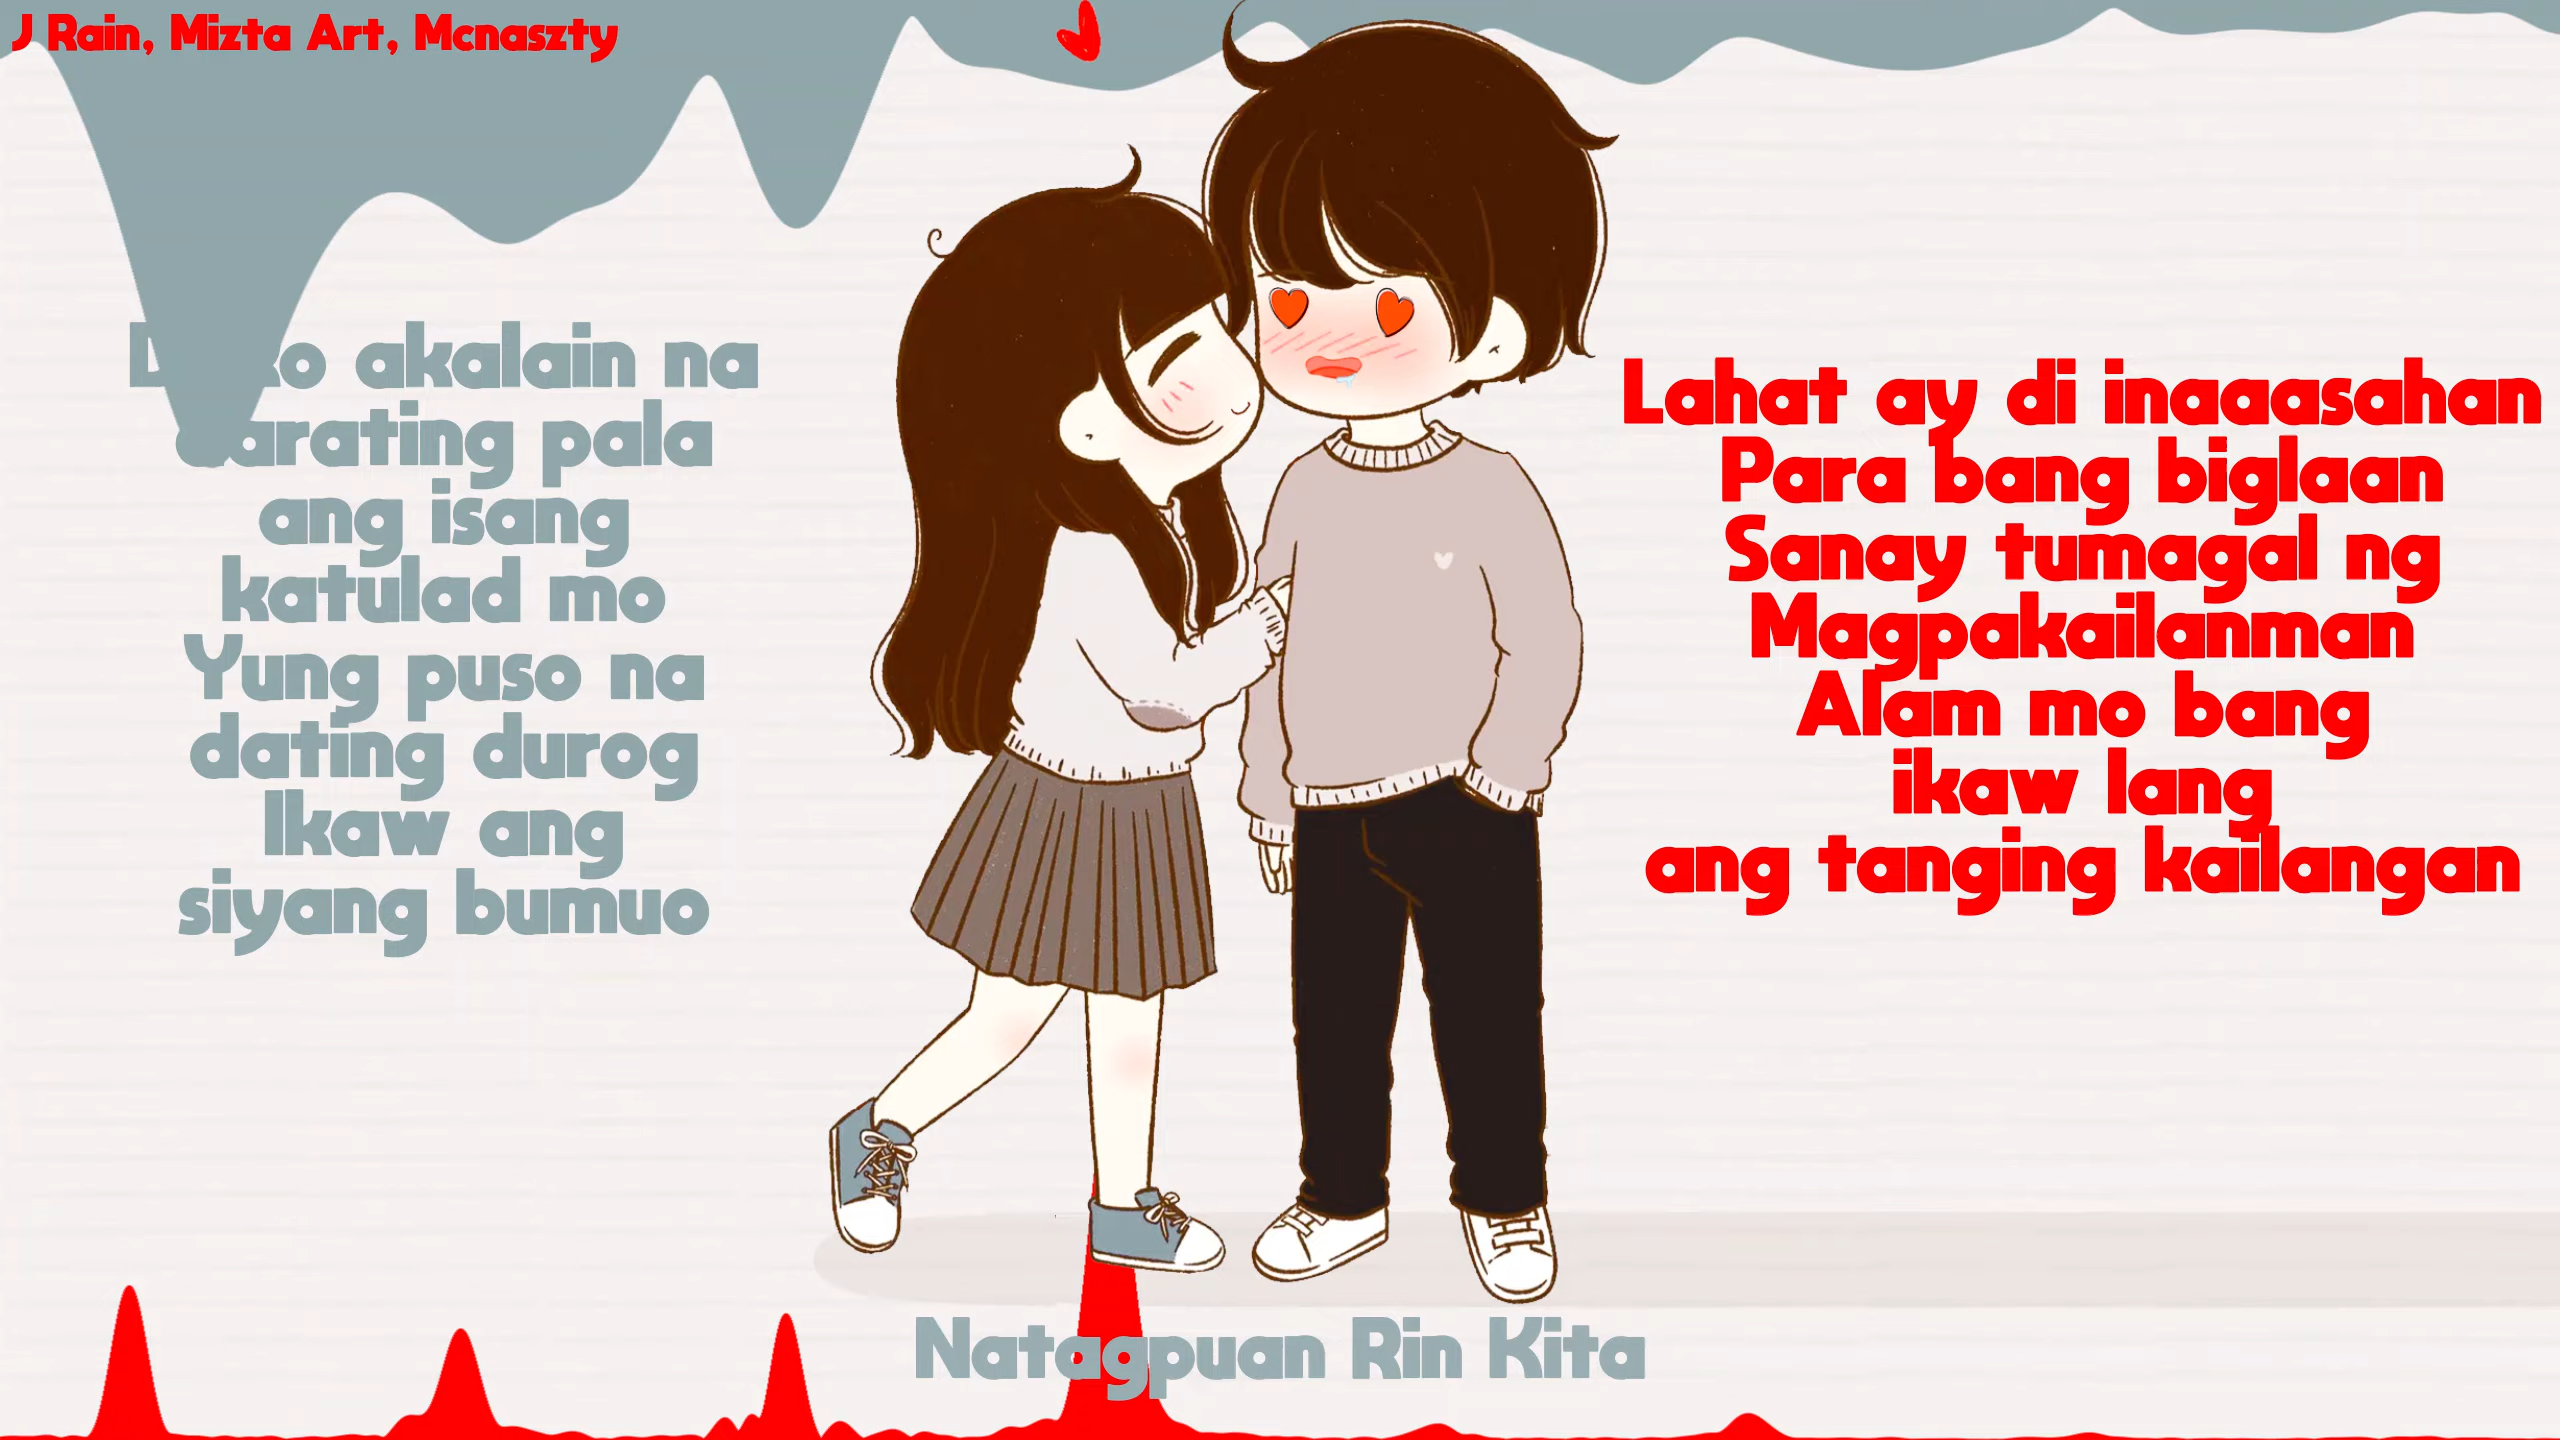 J Rain, Mizta Art, Mcnaszty
akalain na
pala
ang isang
katulad mo
Yung puso na
dating durog
Ikaw ang
siyang bumuo
Lahat ay di inaaasahan
Para bang biglaan
Sanay tumagal ng
Magpakailanman
Alam mo bang
ikaw lang
ang tanging kailangan
Natagpuan Rin Kita